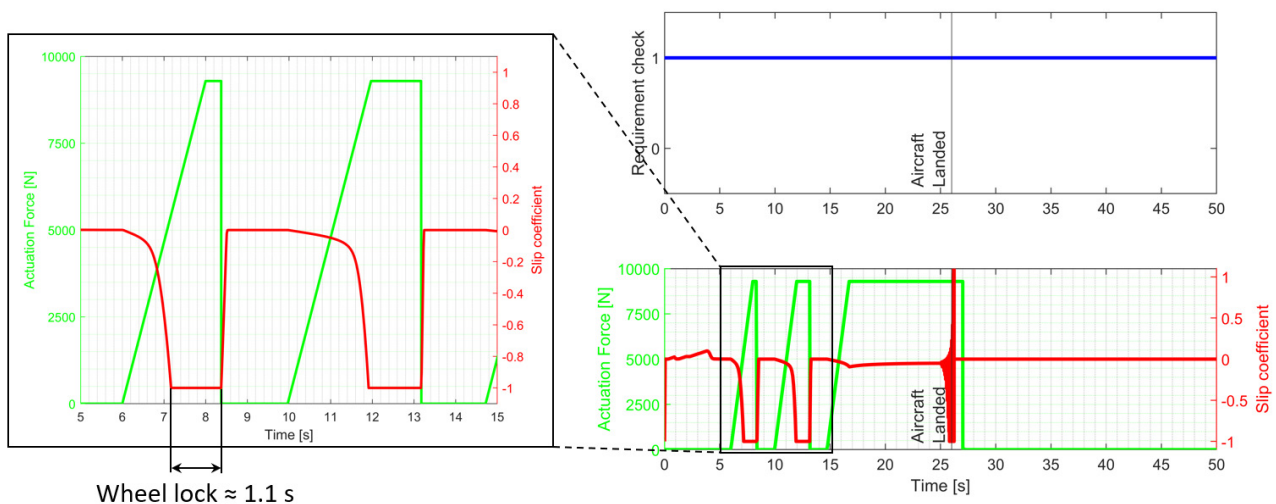 10000
7500
5000
2500
0
Actuation Force [N]
1
0.8
0.6
0.4
0.2
0
-0.2
-0.4
-0.6
-0.8
-1
Slip coefficient
5 6 7 8 9 10 11 12 13 14 15
Time [s]
Wheel lock ≈ 1.1 s
Requirement check
1
0
Aircraft
Landed
0 5 10 15 20 25 30 35 40 45 50
10000
7500
5000
2500
0
Actuation Force [N]
Aircraft
Landed
1
0.5
0
-0.5
-1
Slip coefficient
0 5 10 15 20 25 30 35 40 45 50
Time [s]